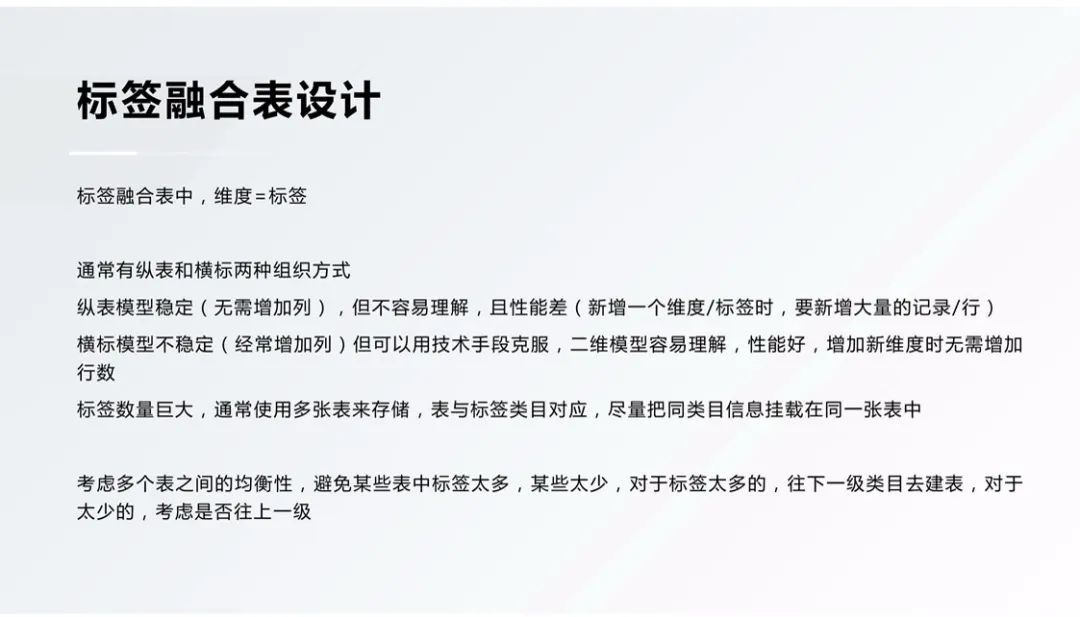 标签融合表设计
标签融合表中，维度=标签
通常有纵表和横标两种组织方式
纵表模型稳定（无需增加列），但不容易理解，且性能差（新增一个维度/标签时，要新增大量的记录/行）
横标模型不稳定（经常增加列）但可以用技术手段克服，二维模型容易理解，性能好，增加新维度时无需增加
行数
标签数量巨大，通常使用多张表来存储，表与标签类目对应，尽量把同类目信息挂载在同一张表中
考虑多个表之间的均衡性，避免某些表中标签太多，某些太少，对于标签太多的，往下一级类目去建表，对于
太少的，考虑是否往上一级